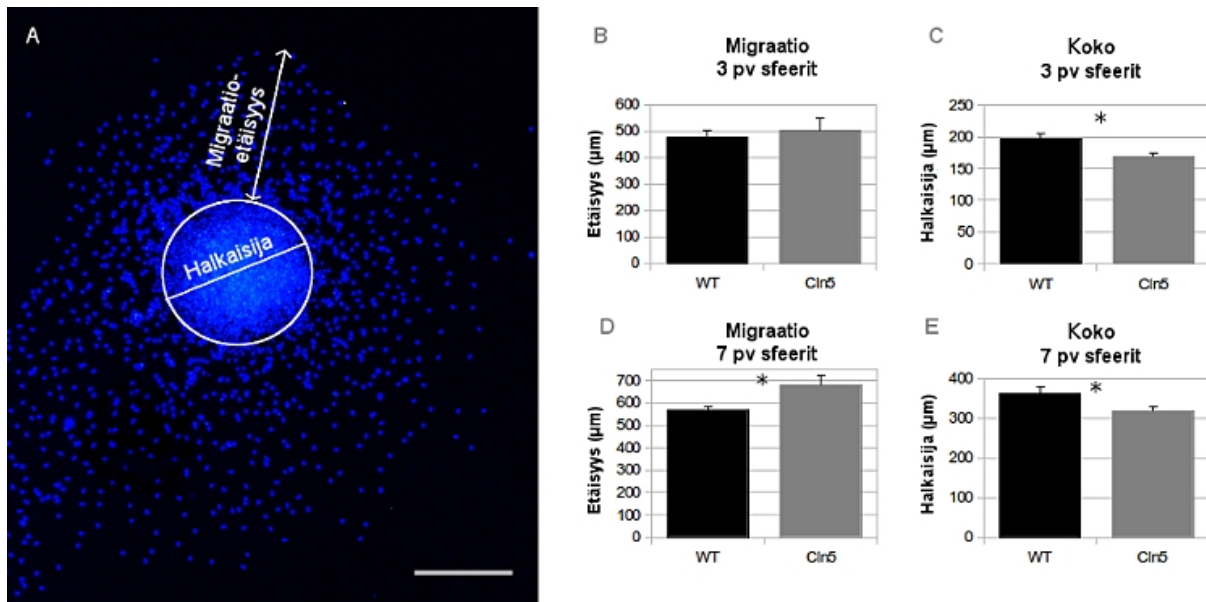 A
Migraatio-
etäisyys
Halkaisija
B
Migraatio
3 pv sfeerit
Etäisyys (µm)
600
500
400
300
200
100
0
WT
Cln5
C
Koko
3 pv sfeerit
Halkaisija (µm)
250
200
150
100
50
0
*
WT
Cln5
D
Migraatio
7 pv sfeerit
Etäisyys (µm)
700
600
500
400
300
200
100
0
*
WT
Cln5
E
Koko
7 pv sfeerit
Halkaisija (µm)
400
300
200
100
0
*
WT
Cln5